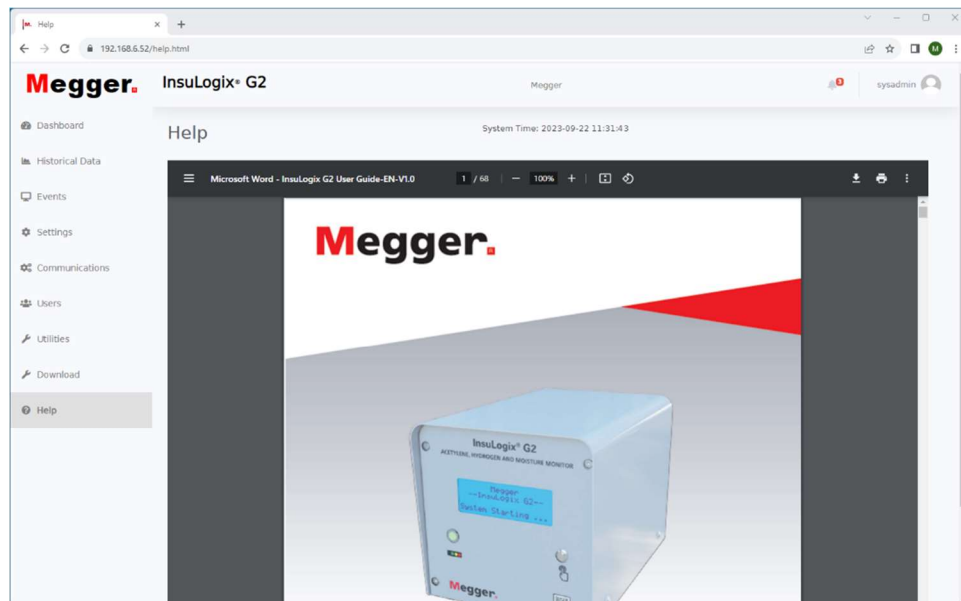 Help
192.168.6.52/help.html
M
Megger.
InsuLogix® G2
Megger
3
sysadmin
Dashboard
Historical Data
Events
Settings
Communications
Users
Utilities
Download
Help
Help
System Time: 2023-09-22 11:31:43
Microsoft Word - InsuLogix G2 User Guide-EN-V1.0
1 / 68
100%
Megger.
InsuLogix® G2
ACETYLENE, HYDROGEN AND MOISTURE MONITOR
Megger
--InsuLogix G2--
System Starting ...
Megger.